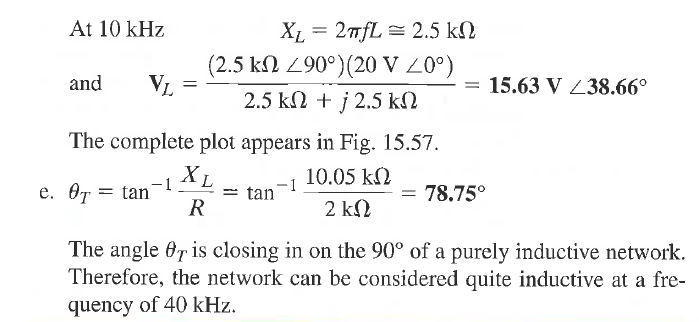 At 10 kHz X_L = 2πfL ≅ 2.5 kΩ
and V_L = (2.5 kΩ ∠90°)(20 V ∠0°) / 2.5 kΩ + j 2.5 kΩ = 15.63 V ∠38.66°
The complete plot appears in Fig. 15.57.
e. θ_T = tan⁻¹ X_L / R = tan⁻¹ 10.05 kΩ / 2 kΩ = 78.75°
The angle θ_T is closing in on the 90° of a purely inductive network.
Therefore, the network can be considered quite inductive at a fre-
quency of 40 kHz.